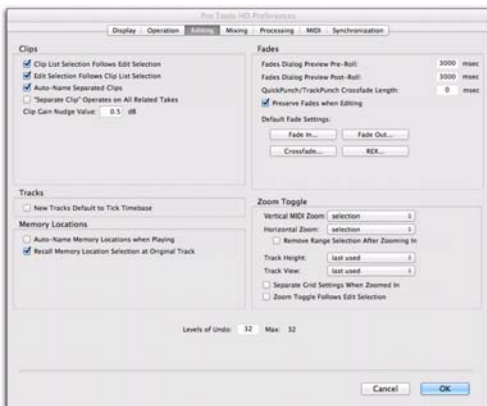 Pro Tools HD Preferences
Display Operation Editing Mixing Processing MIDI Synchronization
Clips
Clip List Selection Follows Edit Selection
Edit Selection Follows Clip List Selection
Auto-Name Separated Clips
"Separate Clip" Operates on All Related Takes
Clip Gain Nudge Value: 0.5 dB
Tracks
New Tracks Default to Tick Timebase
Memory Locations
Auto-Name Memory Locations when Playing
Recall Memory Location Selection at Original Track
Fades
Fades Dialog Preview Pre-Roll: 3000 msec
Fades Dialog Preview Post-Roll: 3000 msec
QuickPunch/TrackPunch Crossfade Length: 0 msec
Preserve Fades when Editing
Default Fade Settings:
Fade In... Fade Out...
Crossfade... REX...
Zoom Toggle
Vertical MIDI Zoom: selection
Horizontal Zoom: selection
Remove Range Selection After Zooming In
Track Height: last used
Track View: last used
Separate Grid Settings When Zoomed In
Zoom Toggle Follows Edit Selection
Levels of Undo: 32 Max: 32
Cancel OK